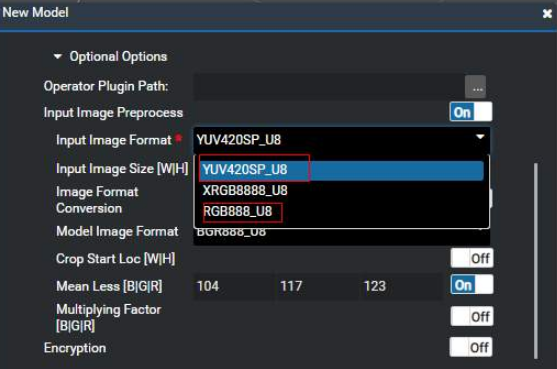 New Model ×
Optional Options
Operator Plugin Path: ...
Input Image Preprocess On
Input Image Format * YUV420SP_U8
Input Image Size [W|H] YUV420SP_U8
XRGB8888_U8
Image Format
Conversion
RGB888_U8
Model Image Format BGR888_U8
Crop Start Loc [W|H] Off
Mean Less [B|G|R] 104 117 123 On
Multiplying Factor
[B|G|R] Off
Encryption Off